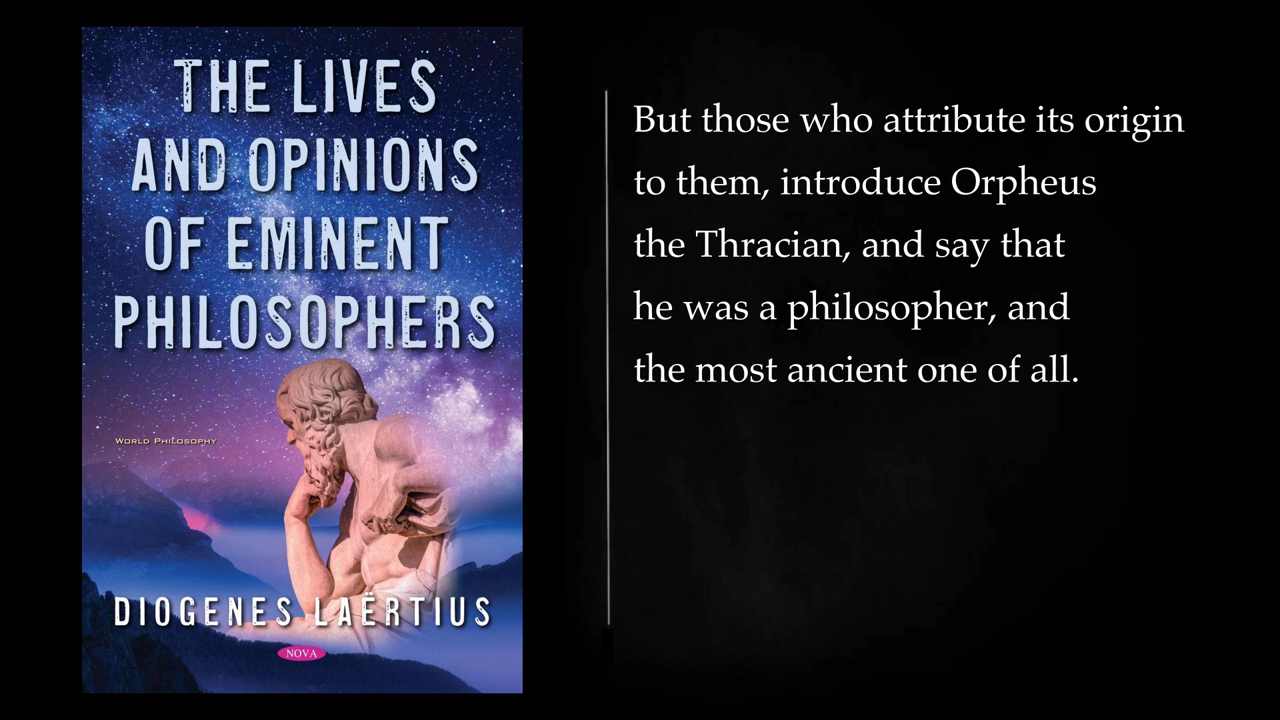 THE LIVES
AND OPINIONS
OF EMINENT
PHILOSOPHERS
WORLD PHILOSOPHY
DIOGENES LAËRTIUS
NOVA
But those who attribute its origin
to them, introduce Orpheus
the Thracian, and say that
he was a philosopher, and
the most ancient one of all.